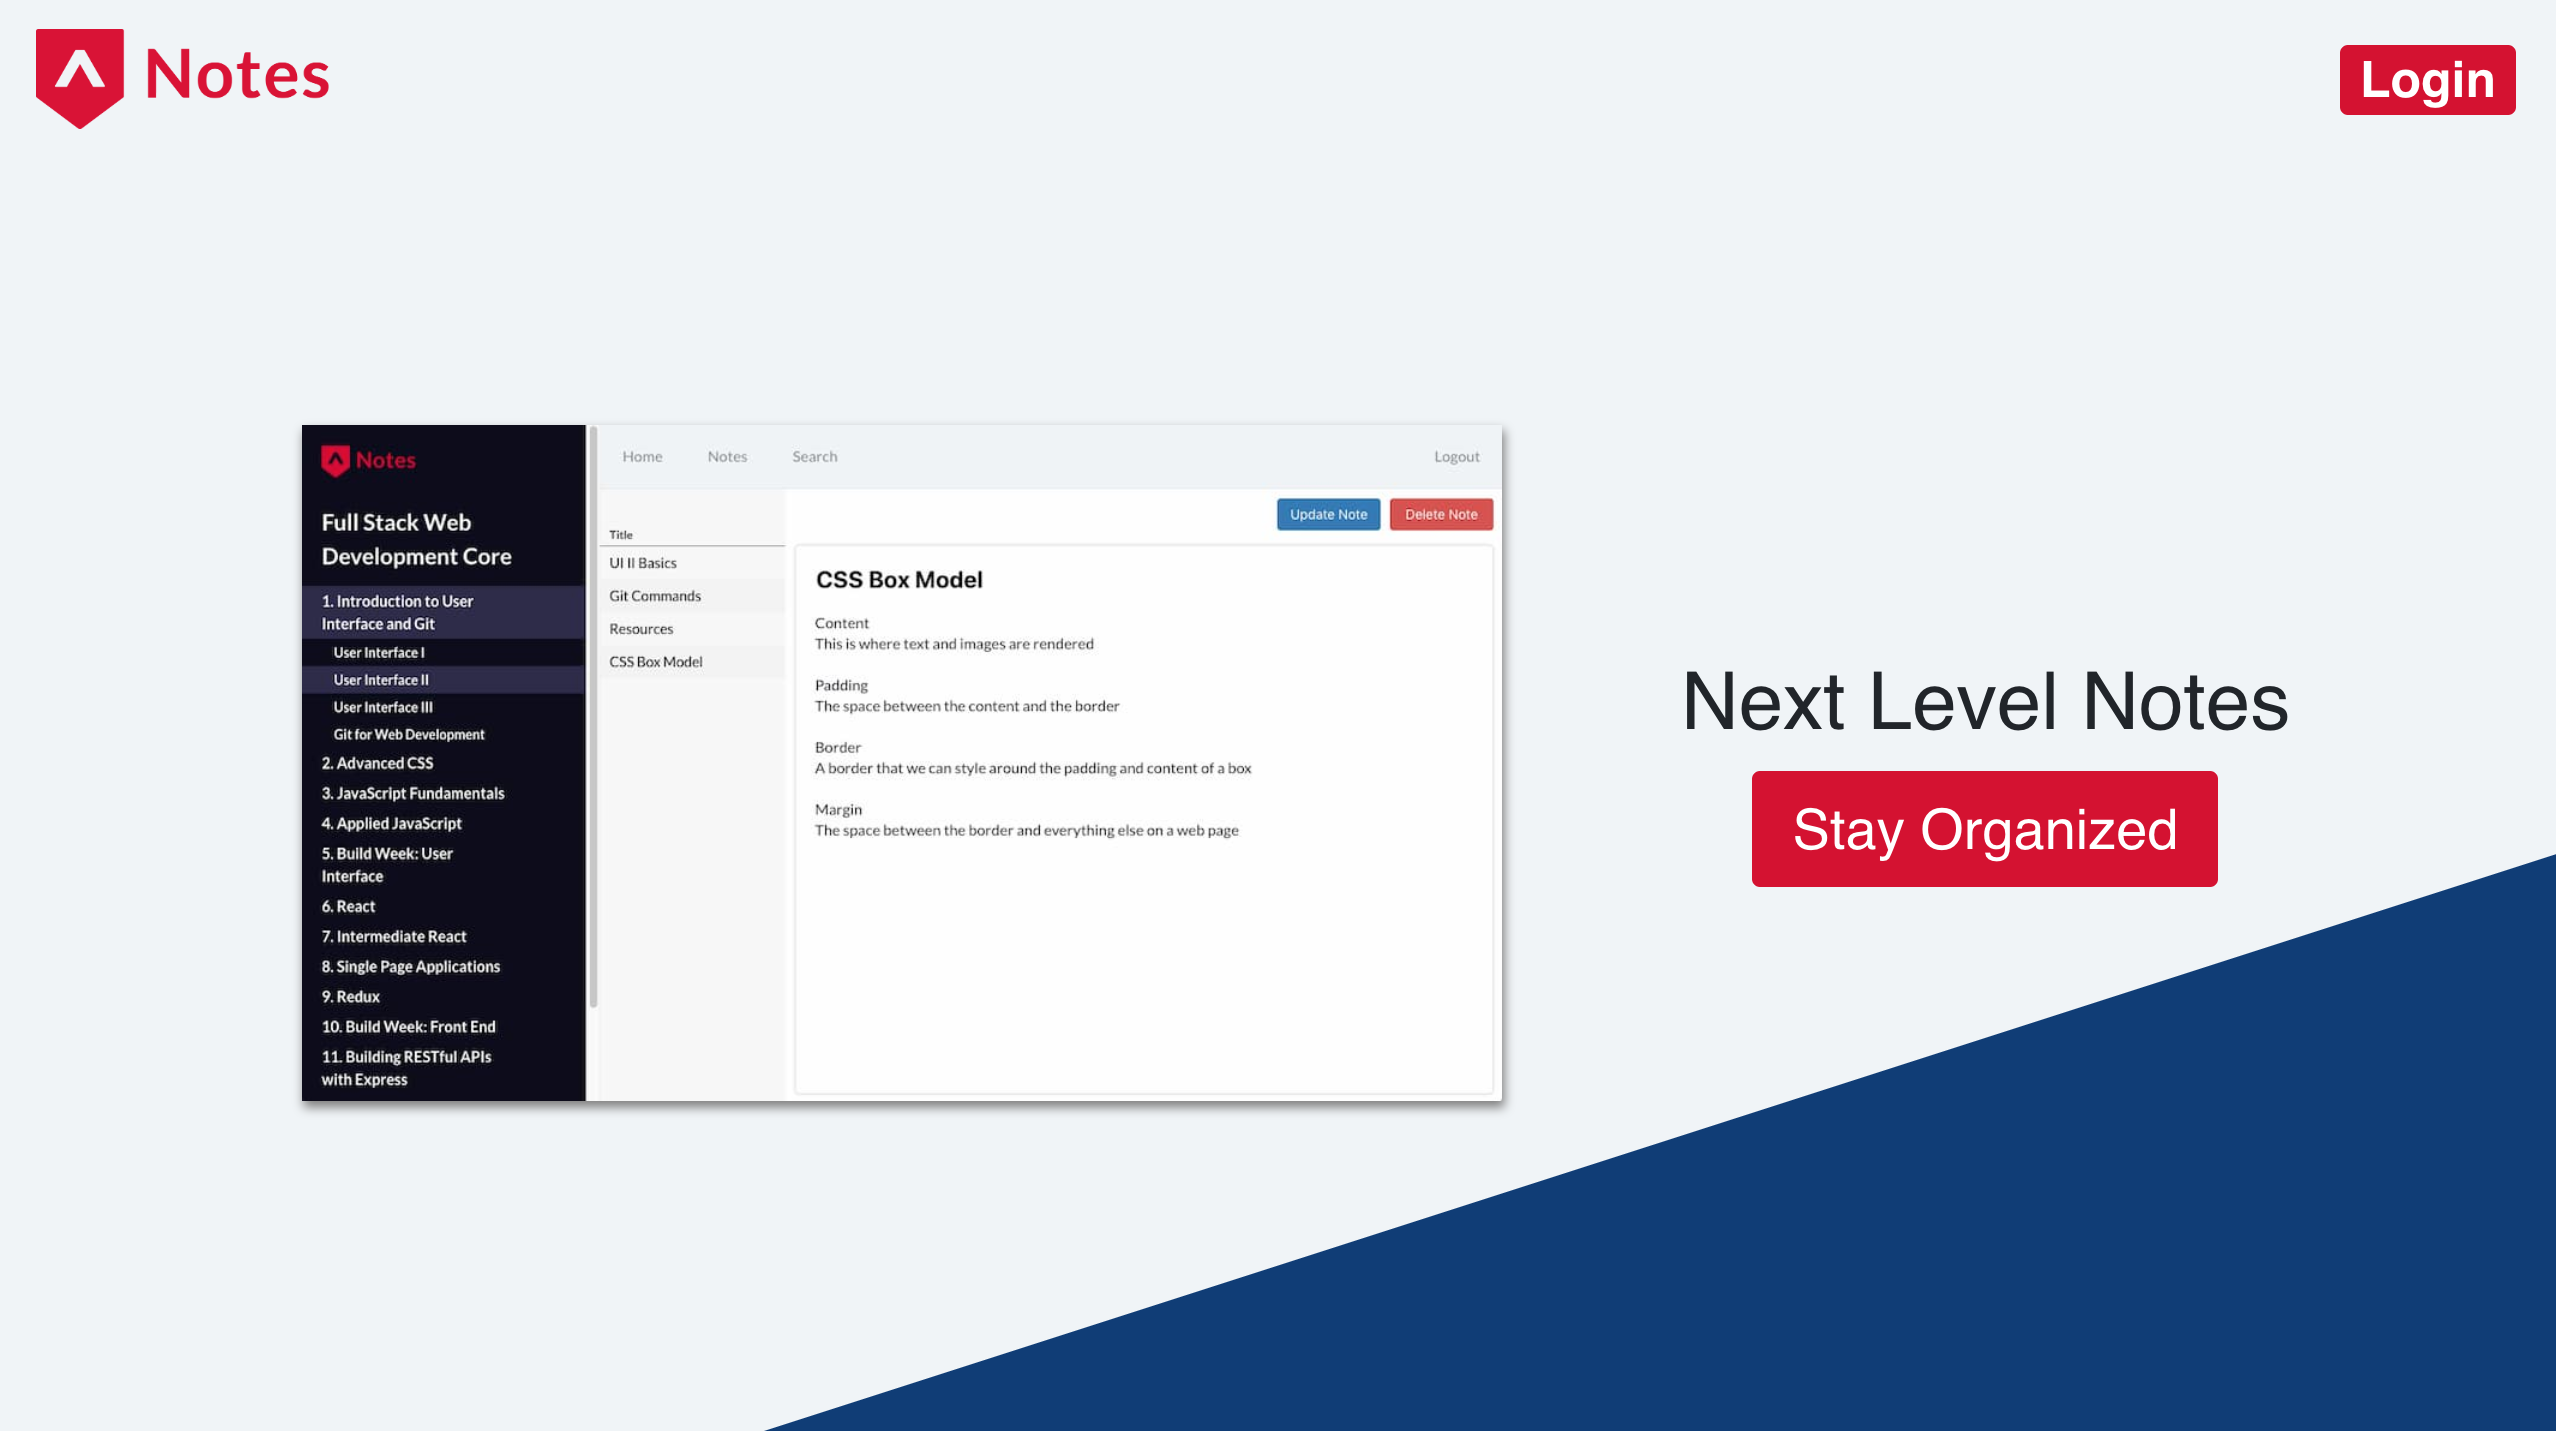 Notes
Login
Notes
Full Stack Web
Development Core
1. Introduction to User
Interface and Git
User Interface I
User Interface II
User Interface III
Git for Web Development
2. Advanced CSS
3. JavaScript Fundamentals
4. Applied JavaScript
5. Build Week: User
Interface
6. React
7. Intermediate React
8. Single Page Applications
9. Redux
10. Build Week: Front End
11. Building RESTful APIs
with Express
Home Notes Search Logout
Title
UI II Basics
Git Commands
Resources
CSS Box Model
Update Note Delete Note
CSS Box Model
Content
This is where text and images are rendered
Padding
The space between the content and the border
Border
A border that we can style around the padding and content of a box
Margin
The space between the border and everything else on a web page
Next Level Notes
Stay Organized